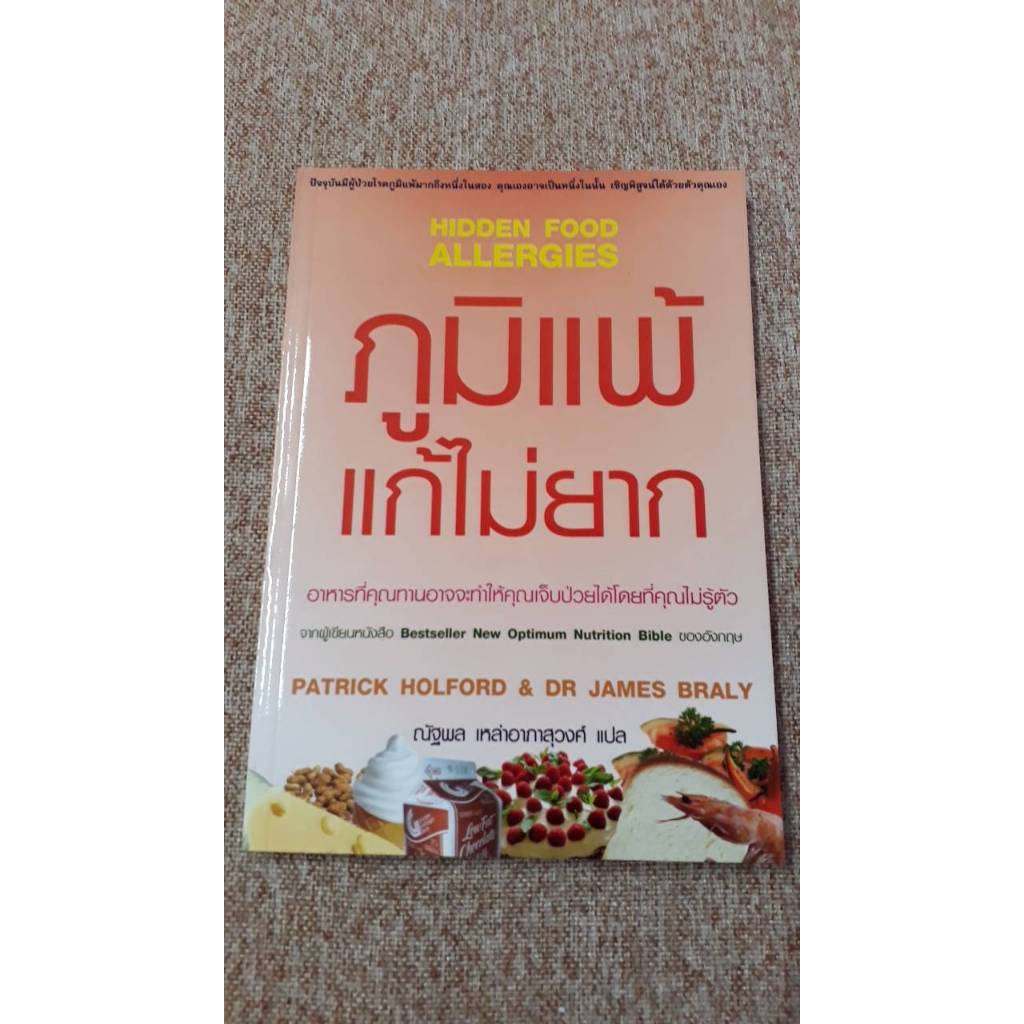 ปัจจุบันมีผู้ป่วยโรคภูมิแพ้มากถึงหนึ่งในสอง คุณเองอาจเป็นหนึ่งในนั้น เชิญพิสูจน์ได้ด้วยตัวคุณเอง
HIDDEN FOOD
ALLERGIES
ภูมิแพ้
แก้ไม่ยาก
อาหารที่คุณทานอาจจะทำให้คุณเจ็บป่วยได้โดยที่คุณไม่รู้ตัว
จากผู้เขียนหนังสือ Bestseller New Optimum Nutrition Bible ของอังกฤษ
PATRICK HOLFORD & DR JAMES BRALY
ณัฐพล เหล่าอาภาสุวงศ์ แปล
Low Fat
Chocolate